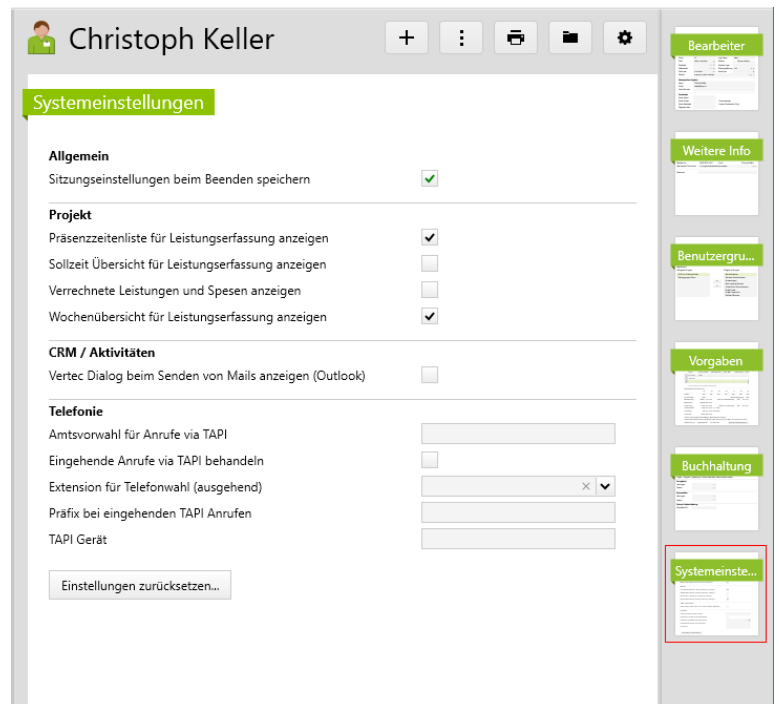 Christoph Keller
Systemeinstellungen
Allgemein
Sitzungseinstellungen beim Beenden speichern
Projekt
Präsenzzeitenliste für Leistungserfassung anzeigen
Sollzeit Übersicht für Leistungserfassung anzeigen
Verrechnete Leistungen und Spesen anzeigen
Wochenübersicht für Leistungserfassung anzeigen
CRM / Aktivitäten
Vertec Dialog beim Senden von Mails anzeigen (Outlook)
Telefonie
Amtsvorwahl für Anrufe via TAPI
Eingehende Anrufe via TAPI behandeln
Extension für Telefonwahl (ausgehend)
Präfix bei eingehenden TAPI Anrufen
TAPI Gerät
Einstellungen zurücksetzen...
Bearbeiter
Weitere Info
Benutzergru...
Vorgaben
Buchhaltung
Systemeinste...